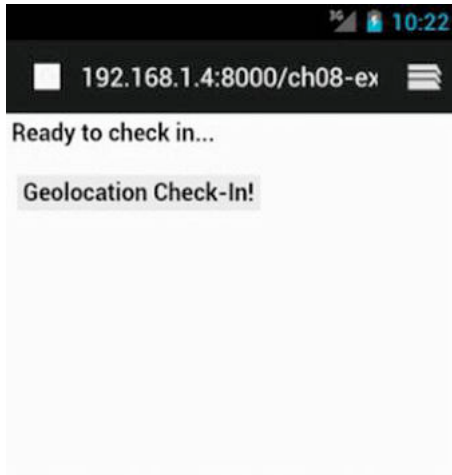 3G 10:22
192.168.1.4:8000/ch08-ex
Ready to check in...
Geolocation Check-In!